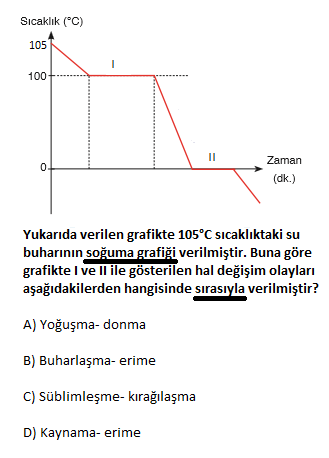 Sıcaklık (°C)
105
I
100
II
0
Zaman
(dk.)
Yukarıda verilen grafikte 105°C sıcaklıktaki su
buharının soğuma grafiği verilmiştir. Buna göre
grafikte I ve II ile gösterilen hal değişim olayları
aşağıdakilerden hangisinde sırasıyla verilmiştir?
A) Yoğuşma- donma
B) Buharlaşma- erime
C) Süblimleşme- kırağılaşma
D) Kaynama- erime